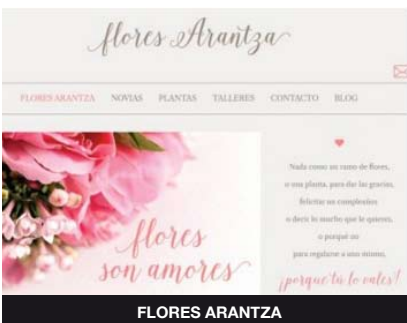 flores Arantza
FLORES ARANTZA NOVIAS PLANTAS TALLERES CONTACTO BLOG
flores
son amores
Nada como un ramo de flores,
o una planta, para dar las gracias,
felicitar un cumpleaños
o decir lo mucho que le quieres,
o porque no
para regalarse a uno mismo,
¡porque tú lo vales!
FLORES ARANTZA